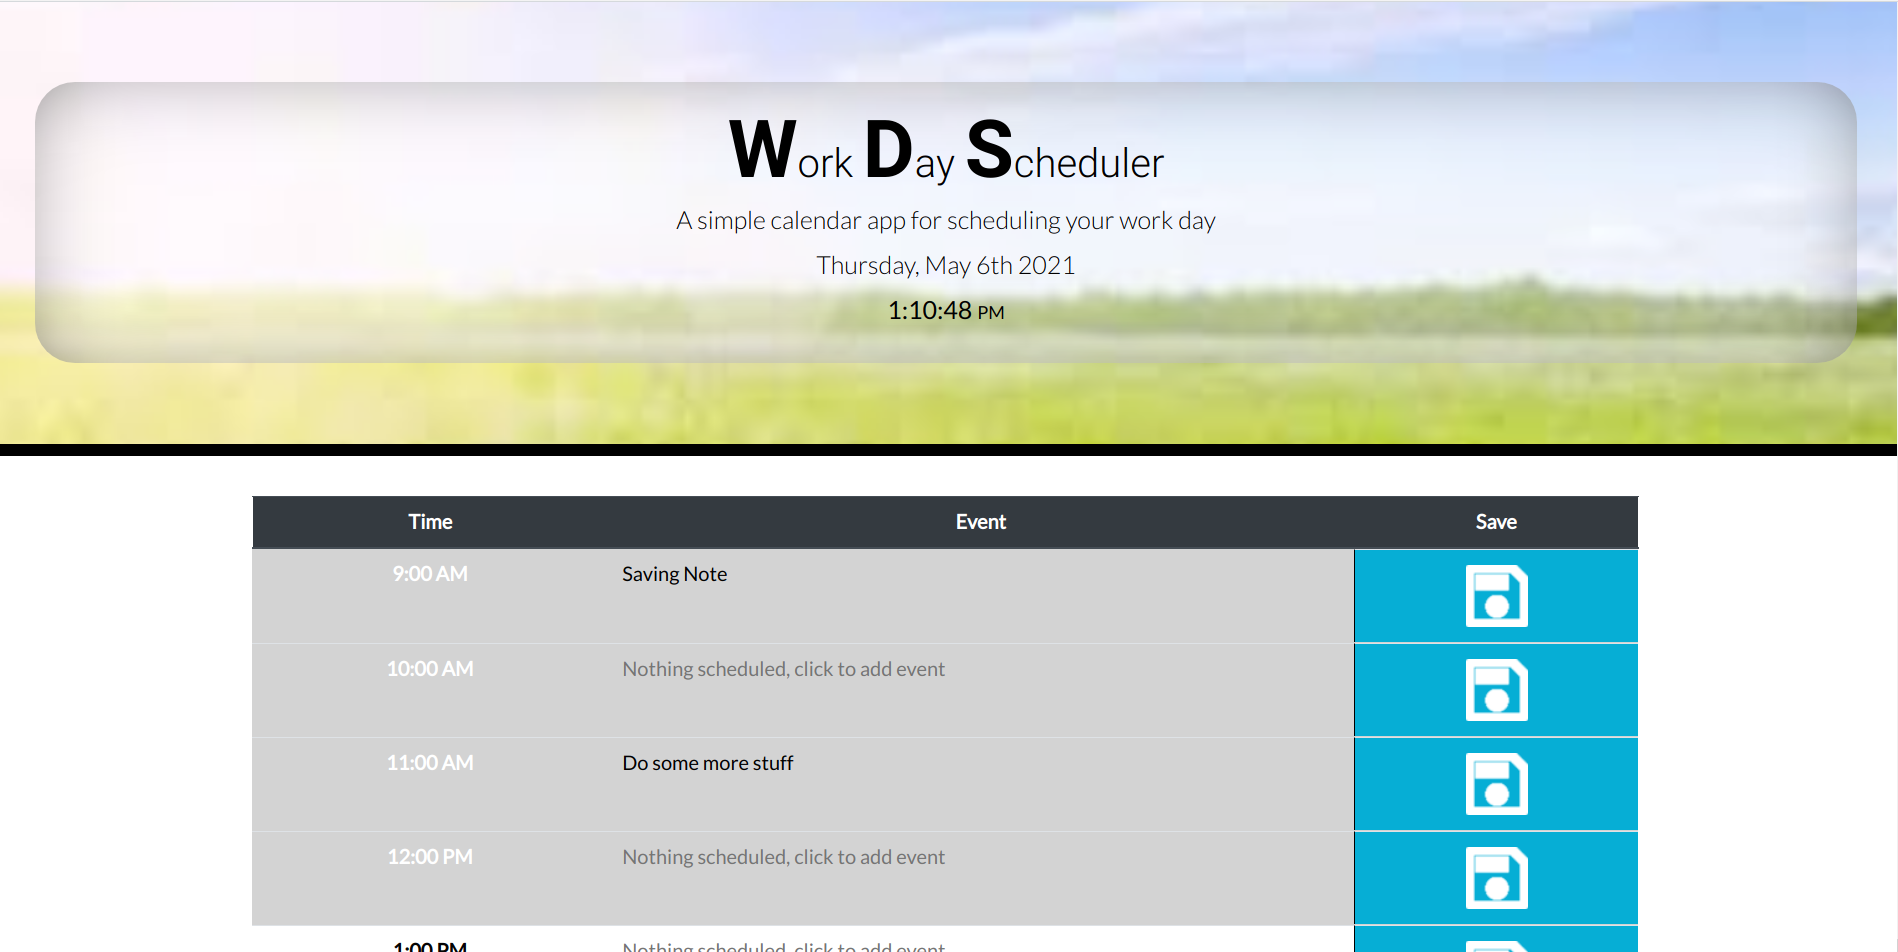 Work Day Scheduler
A simple calendar app for scheduling your work day
Thursday, May 6th 2021
1:10:48 PM
Time Event Save
9:00 AM Saving Note
10:00 AM Nothing scheduled, click to add event
11:00 AM Do some more stuff
12:00 PM Nothing scheduled, click to add event
1:00 PM Nothing scheduled, click to add event